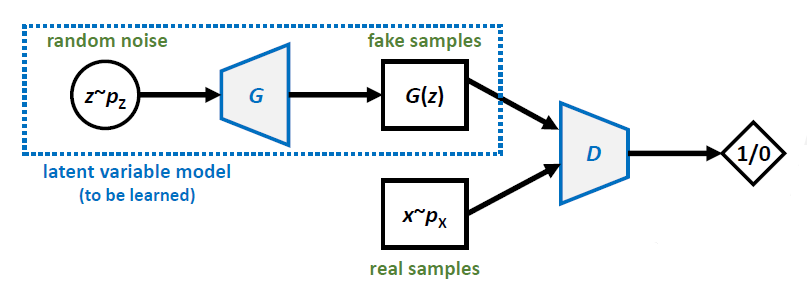 random noise
fake samples
z~pZ
G
G(z)
latent variable model
(to be learned)
D
1/0
x~pX
real samples